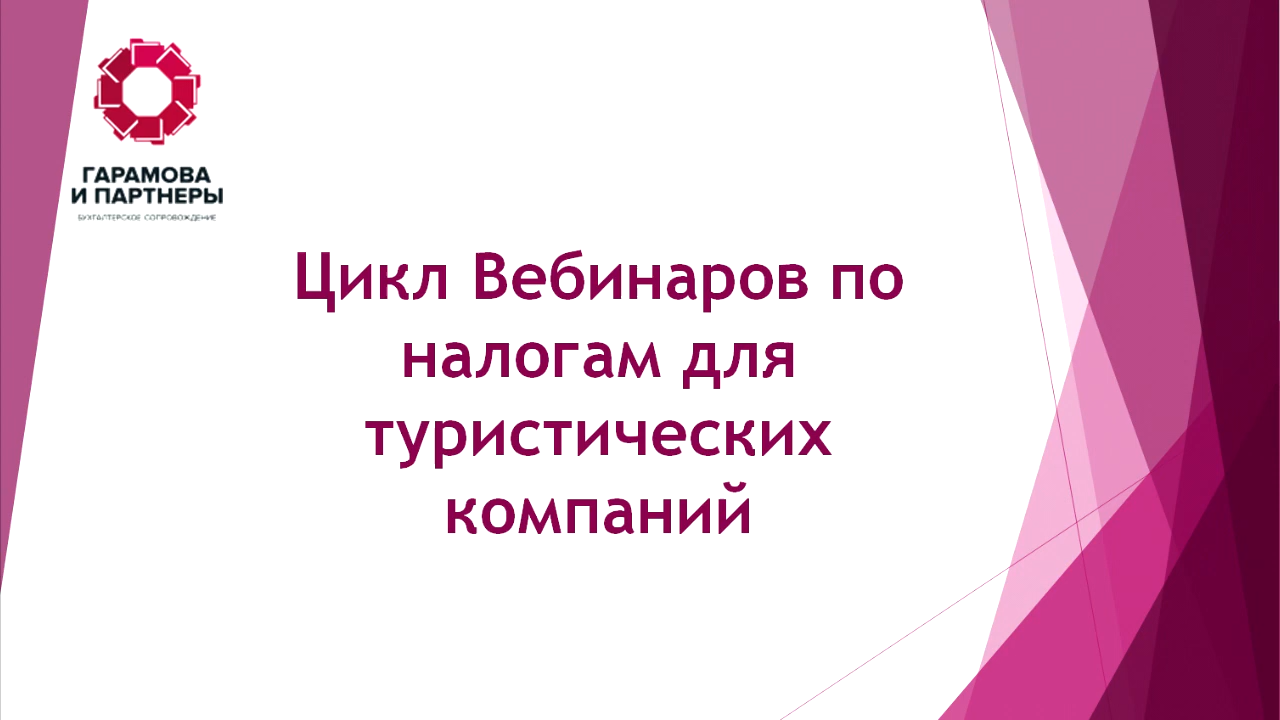 ГАРАМОВА
И ПАРТНЕРЫ
БУХГАЛТЕРСКОЕ СОПРОВОЖДЕНИЕ
Цикл Вебинаров по
налогам для
туристических
компаний